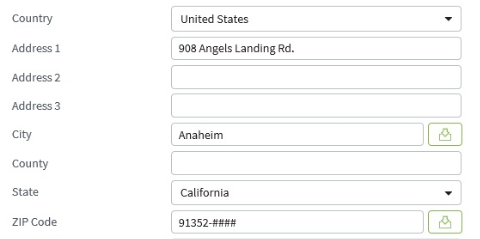 Country United States
Address 1 908 Angels Landing Rd.
Address 2
Address 3
City Anaheim
County
State California
ZIP Code 91352-####